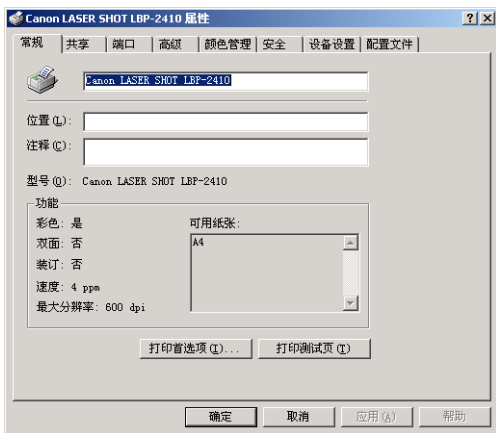 Canon LASER SHOT LBP-2410 属性
常规 共享 端口 高级 颜色管理 安全 设备设置 配置文件
Canon LASER SHOT LBP-2410
位置(L):
注释(C):
型号(O): Canon LASER SHOT LBP-2410
功能
彩色: 是 可用纸张:
双面: 否 A4
装订: 否
速度: 4 ppm
最大分辨率: 600 dpi
打印首选项(I)... 打印测试页(T)
确定 取消 应用(A) 帮助